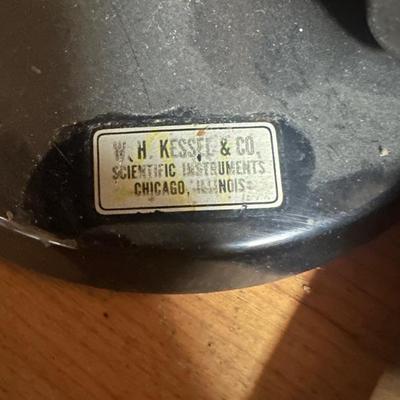 W. H. KESSEL & CO.
SCIENTIFIC INSTRUMENTS
CHICAGO, ILLINOIS